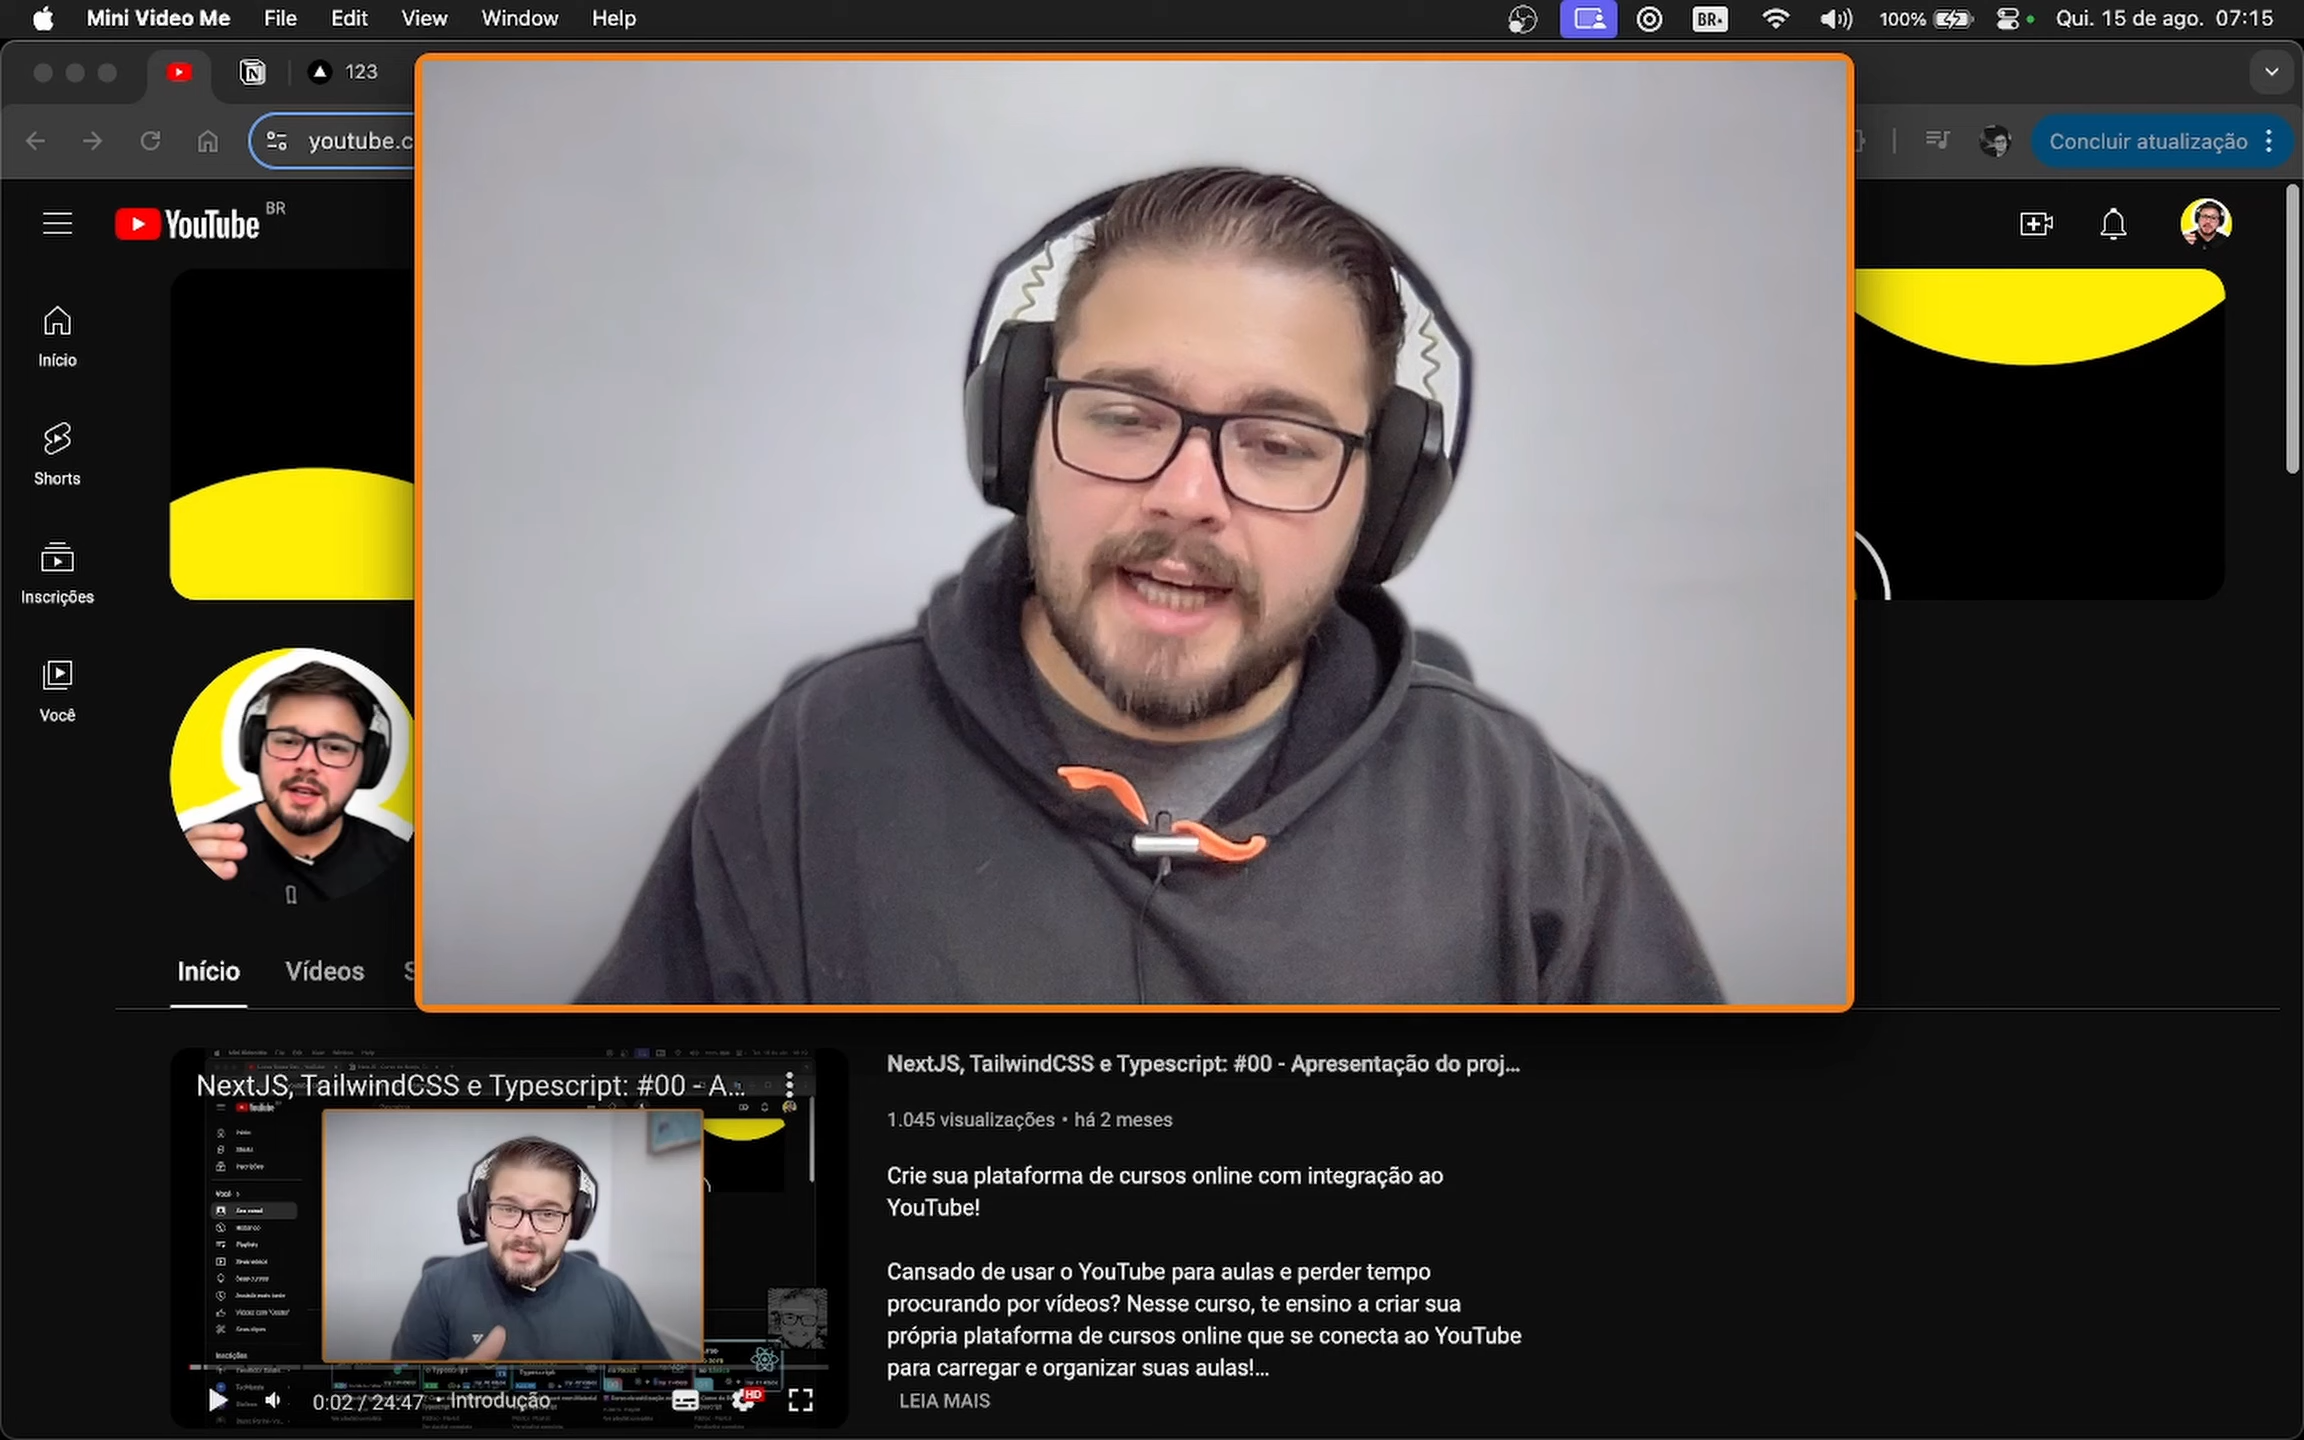 Mini Video Me File Edit View Window Help
BR 100% Qui. 15 de ago. 07:15
123
youtube.c
Concluir atualização
YouTube BR
Início
Shorts
Inscrições
Você
Início Vídeos S
NextJS, TailwindCSS e Typescript: #00 - A...
0:02 / 24:47 · Introdução
HD
NextJS, TailwindCSS e Typescript: #00 - Apresentação do proj...
1.045 visualizações • há 2 meses
Crie sua plataforma de cursos online com integração ao
YouTube!
Cansado de usar o YouTube para aulas e perder tempo
procurando por vídeos? Nesse curso, te ensino a criar sua
própria plataforma de cursos online que se conecta ao YouTube
para carregar e organizar suas aulas!...
LEIA MAIS